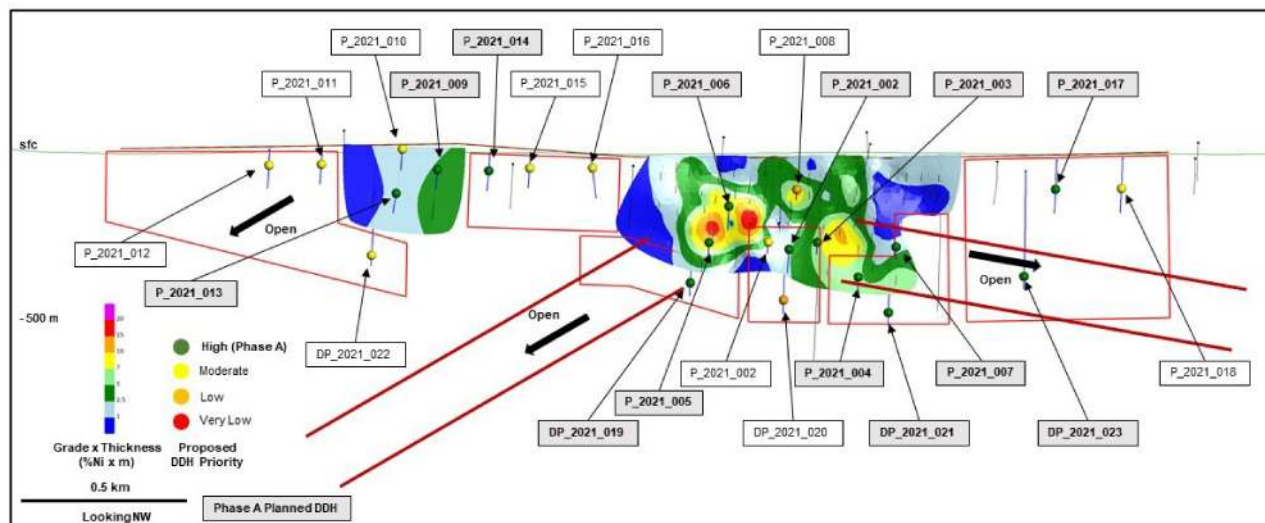 P_2021_010
P_2021_014
P_2021_016
P_2021_008
P_2021_011
P_2021_009
P_2021_015
P_2021_006
P_2021_002
P_2021_003
P_2021_017
sfc
Open
P_2021_012
P_2021_013
Open
- 500 m
Open
DP_2021_022
P_2021_002
P_2021_004
P_2021_007
P_2021_018
P_2021_005
DP_2021_019
DP_2021_020
DP_2021_021
DP_2021_023
20
15
10
7
5
2.5
1
High (Phase A)
Moderate
Low
Very Low
Grade x Thickness
(%Ni x m)
Proposed
DDH Priority
0.5 km
Looking NW
Phase A Planned DDH